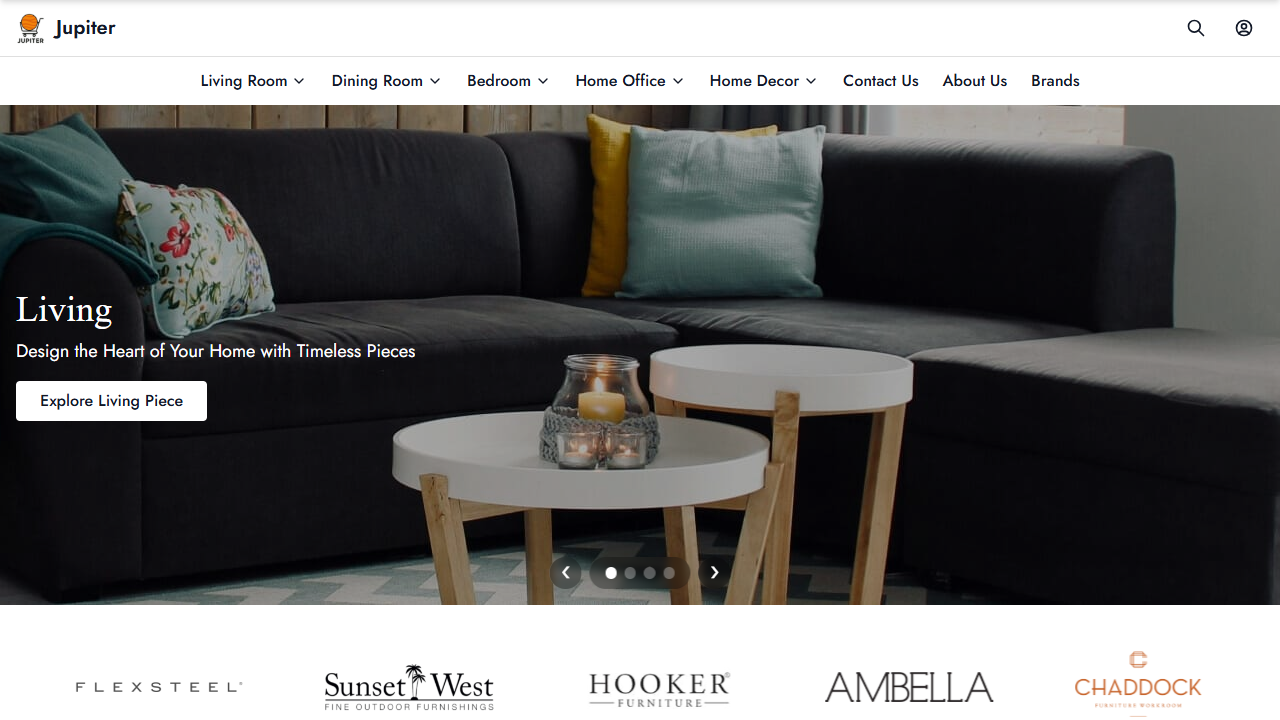 JUPITER
Jupiter
Living Room
Dining Room
Bedroom
Home Office
Home Decor
Contact Us
About Us
Brands
Living
Design the Heart of Your Home with Timeless Pieces
Explore Living Piece
FLEXSTEEL®
Sunset West
FINE OUTDOOR FURNISHINGS
HOOKER®
FURNITURE
AMBELLA
CHADDOCK
FURNITURE WORKROOM